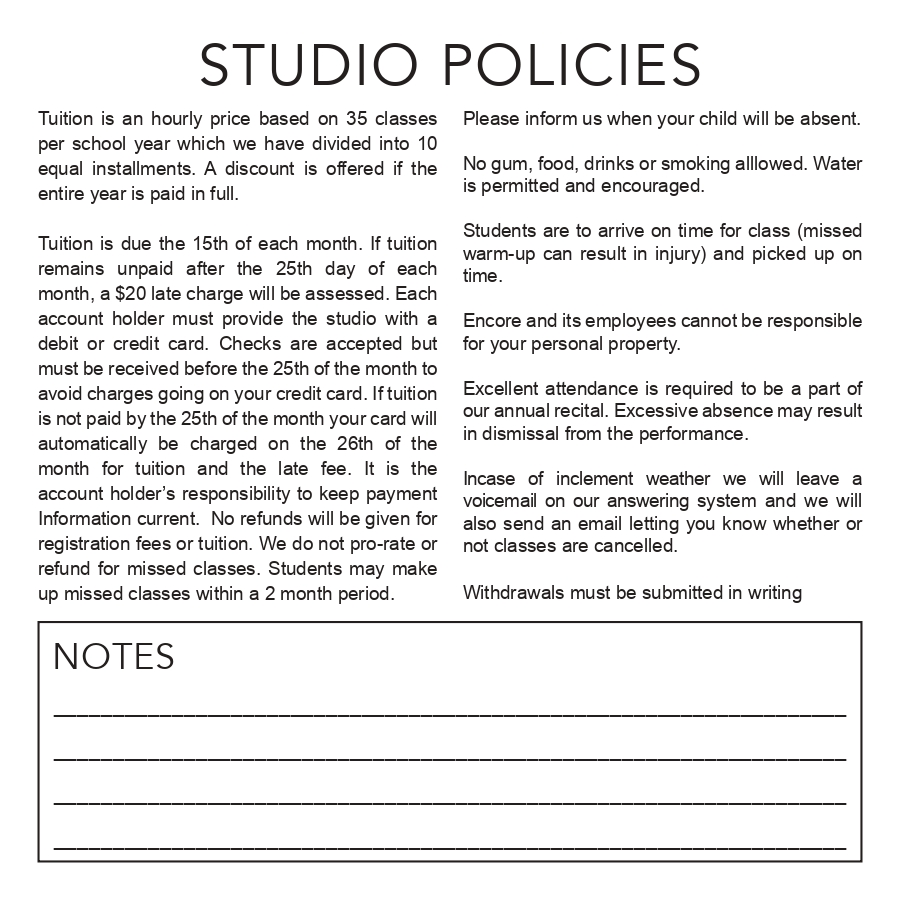 STUDIO POLICIES
Tuition is an hourly price based on 35 classes
per school year which we have divided into 10
equal installments. A discount is offered if the
entire year is paid in full.
Tuition is due the 15th of each month. If tuition
remains unpaid after the 25th day of each
month, a $20 late charge will be assessed. Each
account holder must provide the studio with a
debit or credit card. Checks are accepted but
must be received before the 25th of the month to
avoid charges going on your credit card. If tuition
is not paid by the 25th of the month your card will
automatically be charged on the 26th of the
month for tuition and the late fee. It is the
account holder's responsibility to keep payment
Information current.  No refunds will be given for
registration fees or tuition. We do not pro-rate or
refund for missed classes. Students may make
up missed classes within a 2 month period.
Please inform us when your child will be absent.
No gum, food, drinks or smoking alllowed. Water
is permitted and encouraged.
Students are to arrive on time for class (missed
warm-up can result in injury) and picked up on
time.
Encore and its employees cannot be responsible
for your personal property.
Excellent attendance is required to be a part of
our annual recital. Excessive absence may result
in dismissal from the performance.
Incase of inclement weather we will leave a
voicemail on our answering system and we will
also send an email letting you know whether or
not classes are cancelled.
Withdrawals must be submitted in writing
NOTES